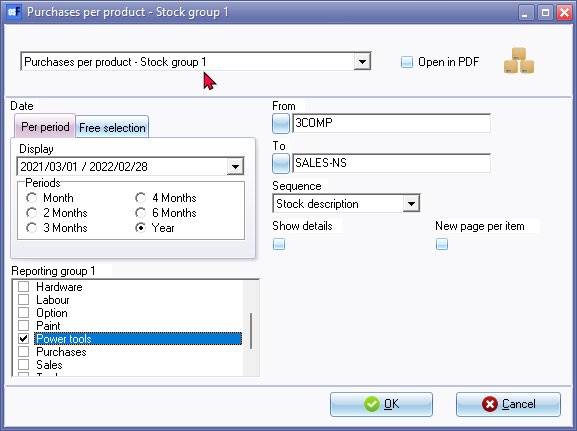 Purchases per product - Stock group 1
Purchases per product - Stock group 1
Open in PDF
Date
Per period
Free selection
Display
2021/03/01 / 2022/02/28
Periods
Month
4 Months
2 Months
6 Months
3 Months
Year
From
3COMP
To
SALES-NS
Sequence
Stock description
Show details
New page per item
Reporting group 1
Hardware
Labour
Option
Paint
Power tools
Purchases
Sales
OK
Cancel